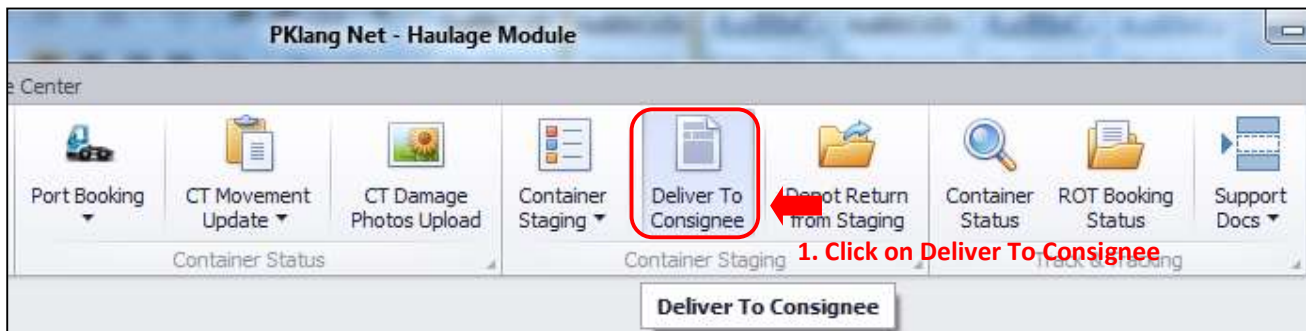 PKlang Net - Haulage Module
e Center
Port Booking
CT Movement
Update
CT Damage
Photos Upload
Container
Staging
Deliver To
Consignee
Depot Return
from Staging
Container
Status
ROT Booking
Status
Support
Docs
1. Click on Deliver To Consignee
Container Status
Container Staging
Track & Tracking
Deliver To Consignee